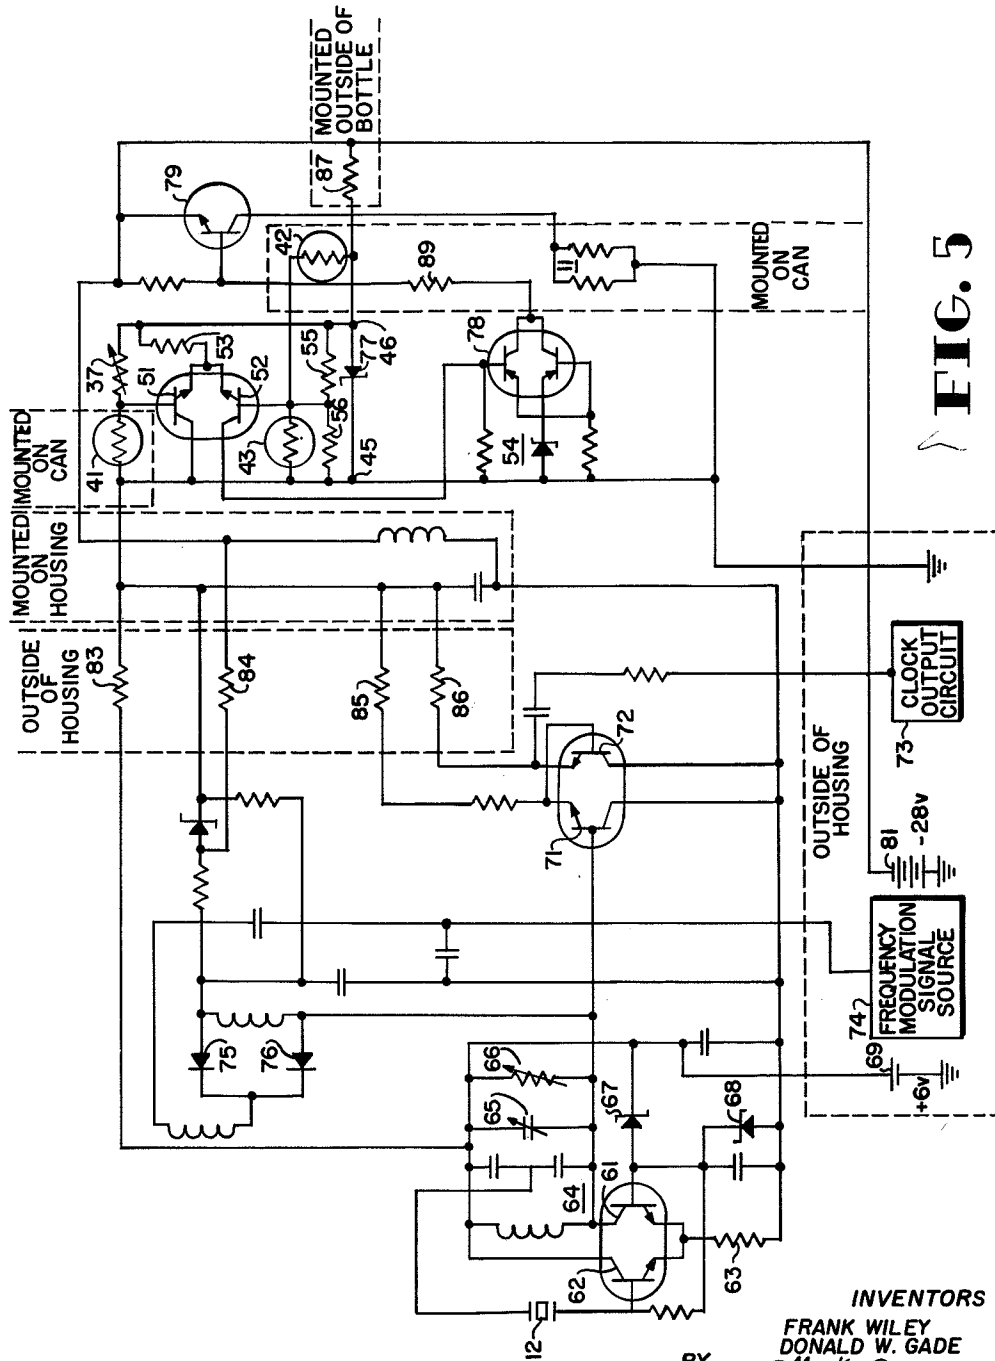 MOUNTED
OUTSIDE OF
BOTTLE
87
79
42
89
11
MOUNTED
ON
CAN
37
53
51
52
55
77
46
56
43
45
78
54
41
MOUNTED
ON
CAN
MOUNTED
ON
HOUSING
OUTSIDE
OF
HOUSING
83
84
85
86
72
71
73
CLOCK
OUTPUT
CIRCUIT
OUTSIDE OF
HOUSING
81
-28v
74
FREQUENCY
MODULATION
SIGNAL
SOURCE
69
+6v
75
76
66
65
67
68
64
61
62
63
12
FIG. 5
INVENTORS
FRANK WILEY
DONALD W. GADE
BY